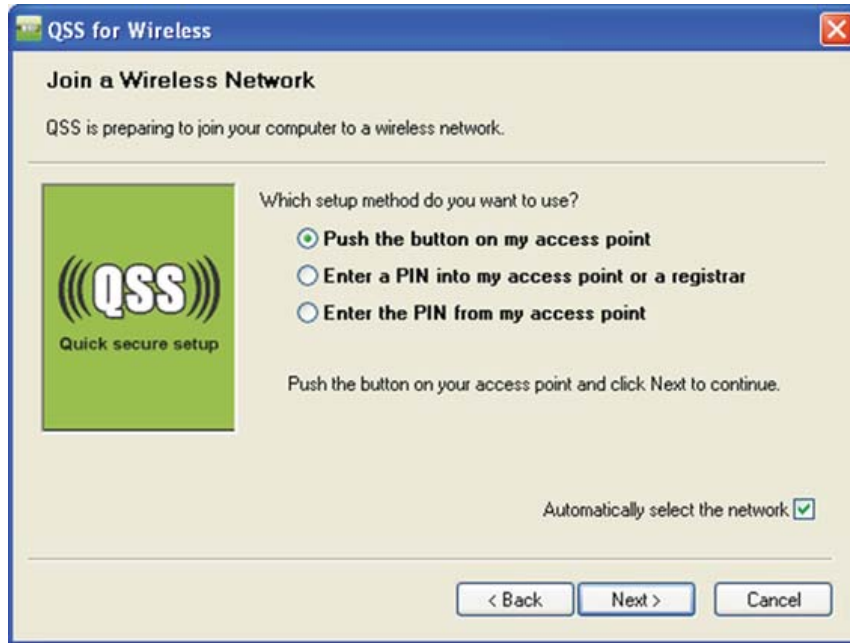 QSS for Wireless
Join a Wireless Network
QSS is preparing to join your computer to a wireless network.
Which setup method do you want to use?
Push the button on my access point
Enter a PIN into my access point or a registrar
Enter the PIN from my access point
QSS
Quick secure setup
Push the button on your access point and click Next to continue.
Automatically select the network
< Back
Next >
Cancel